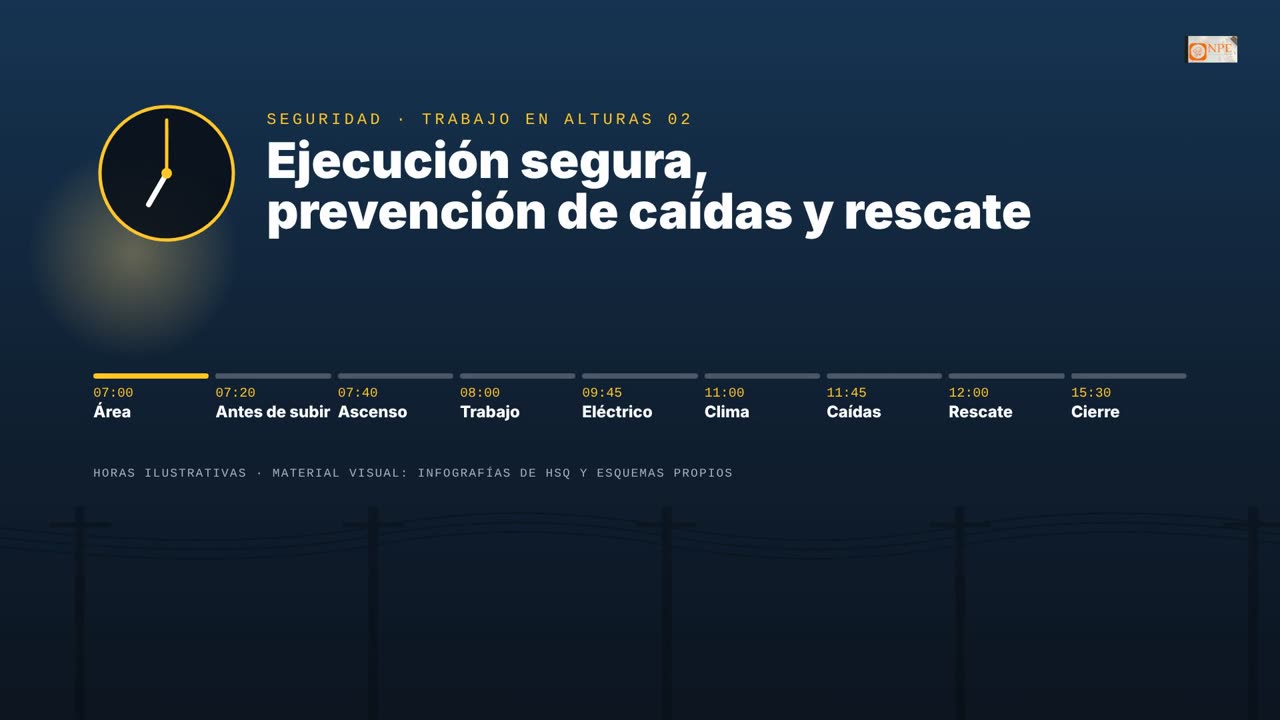 NPE
SEGURIDAD · TRABAJO EN ALTURAS 02
Ejecución segura,
prevención de caídas y rescate
07:00 07:20 07:40 08:00 09:45 11:00 11:45 12:00 15:30
Área Antes de subir Ascenso Trabajo Eléctrico Clima Caídas Rescate Cierre
HORAS ILUSTRATIVAS · MATERIAL VISUAL: INFOGRAFÍAS DE HSQ Y ESQUEMAS PROPIOS